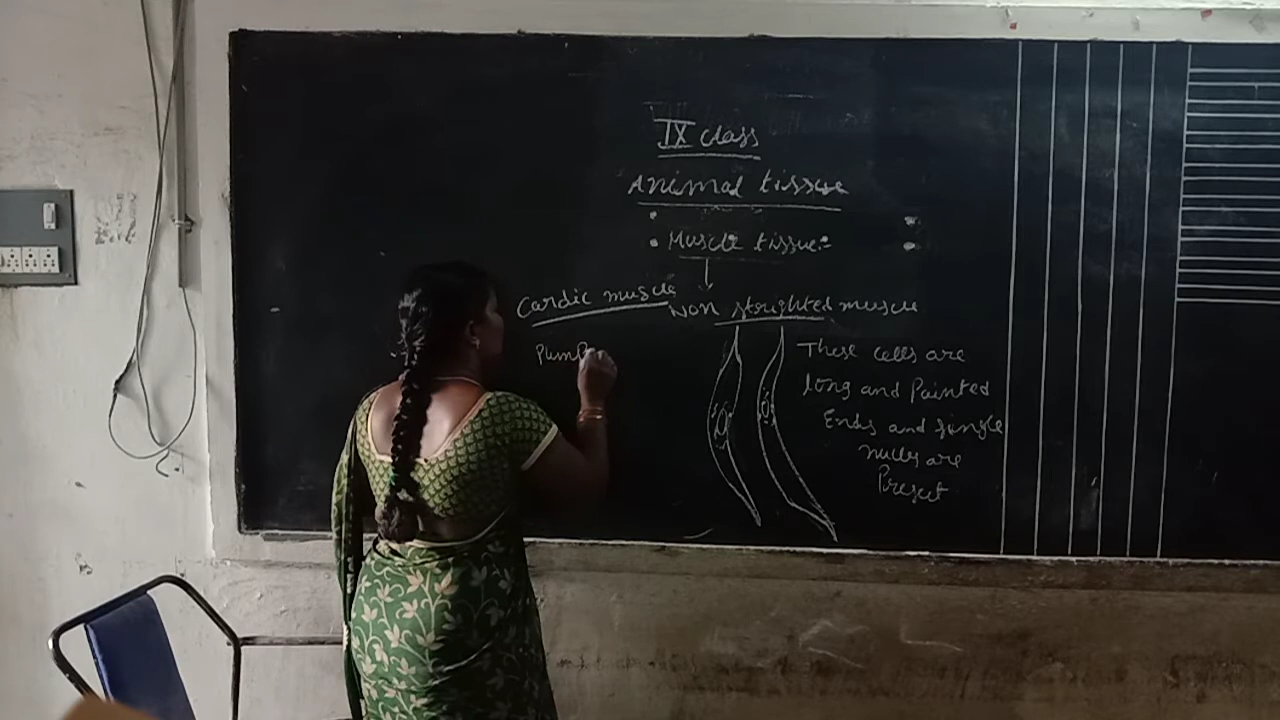 IX class
Animal tissue
• Muscle tissue:-
Cardic muscle
Non strighted muscle
Pump
These cells are
long and Painted
Ends and single
nucles are
Present